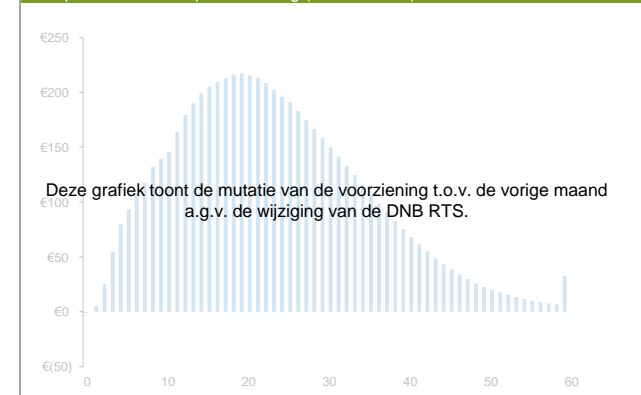 €250
€200
€150
€100
€50
€0
€(50)
Deze grafiek toont de mutatie van de voorziening t.o.v. de vorige maand
a.g.v. de wijziging van de DNB RTS.
0 10 20 30 40 50 60